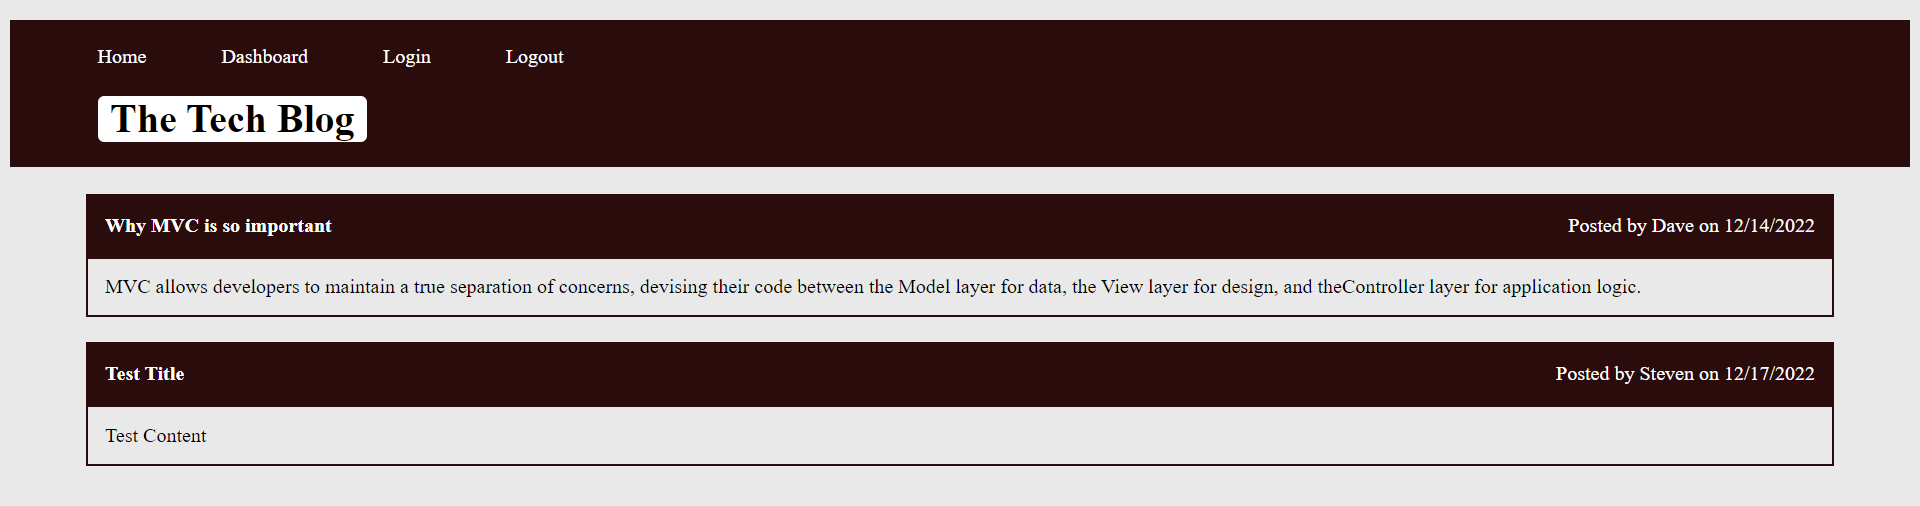 Home Dashboard Login Logout
The Tech Blog
Why MVC is so important Posted by Dave on 12/14/2022
MVC allows developers to maintain a true separation of concerns, devising their code between the Model layer for data, the View layer for design, and theController layer for application logic.
Test Title Posted by Steven on 12/17/2022
Test Content